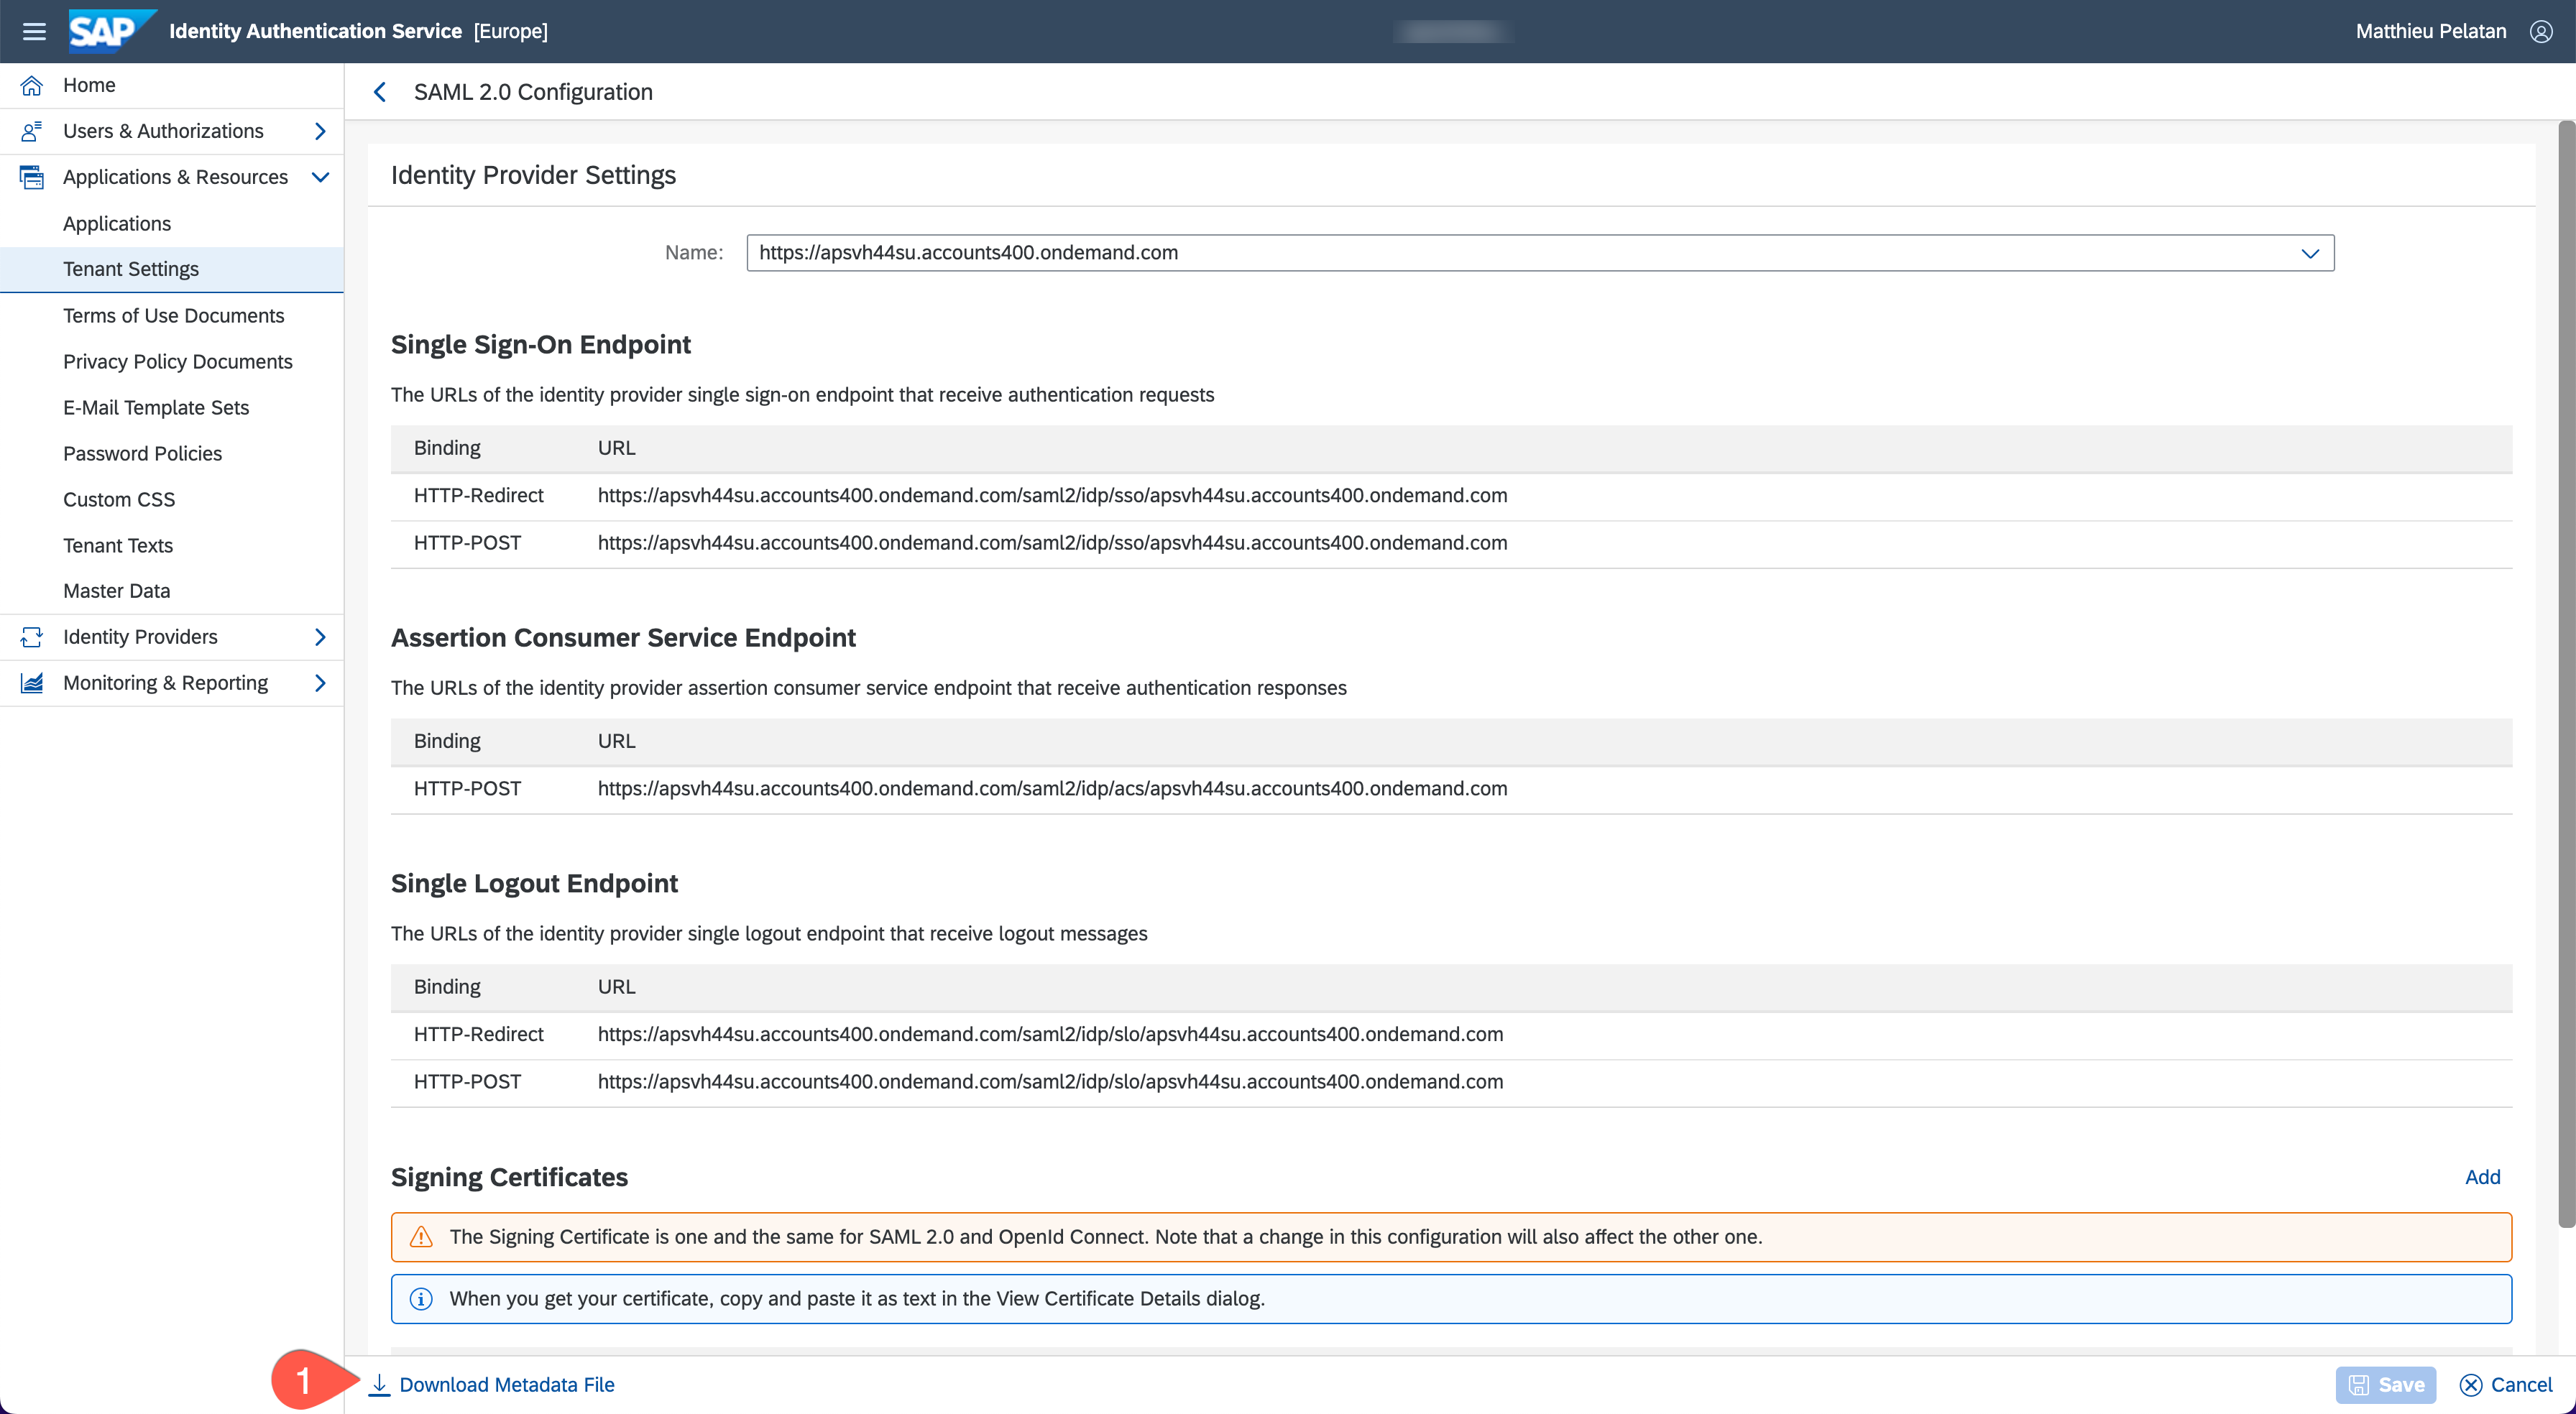 SAP Identity Authentication Service [Europe]
Matthieu Pelatan
Home
Users & Authorizations
Applications & Resources
Applications
Tenant Settings
Terms of Use Documents
Privacy Policy Documents
E-Mail Template Sets
Password Policies
Custom CSS
Tenant Texts
Master Data
Identity Providers
Monitoring & Reporting
SAML 2.0 Configuration
Identity Provider Settings
Name: https://apsvh44su.accounts400.ondemand.com
Single Sign-On Endpoint
The URLs of the identity provider single sign-on endpoint that receive authentication requests
Binding URL
HTTP-Redirect https://apsvh44su.accounts400.ondemand.com/saml2/idp/sso/apsvh44su.accounts400.ondemand.com
HTTP-POST https://apsvh44su.accounts400.ondemand.com/saml2/idp/sso/apsvh44su.accounts400.ondemand.com
Assertion Consumer Service Endpoint
The URLs of the identity provider assertion consumer service endpoint that receive authentication responses
Binding URL
HTTP-POST https://apsvh44su.accounts400.ondemand.com/saml2/idp/acs/apsvh44su.accounts400.ondemand.com
Single Logout Endpoint
The URLs of the identity provider single logout endpoint that receive logout messages
Binding URL
HTTP-Redirect https://apsvh44su.accounts400.ondemand.com/saml2/idp/slo/apsvh44su.accounts400.ondemand.com
HTTP-POST https://apsvh44su.accounts400.ondemand.com/saml2/idp/slo/apsvh44su.accounts400.ondemand.com
Signing Certificates
Add
The Signing Certificate is one and the same for SAML 2.0 and OpenId Connect. Note that a change in this configuration will also affect the other one.
When you get your certificate, copy and paste it as text in the View Certificate Details dialog.
1
Download Metadata File
Save
Cancel